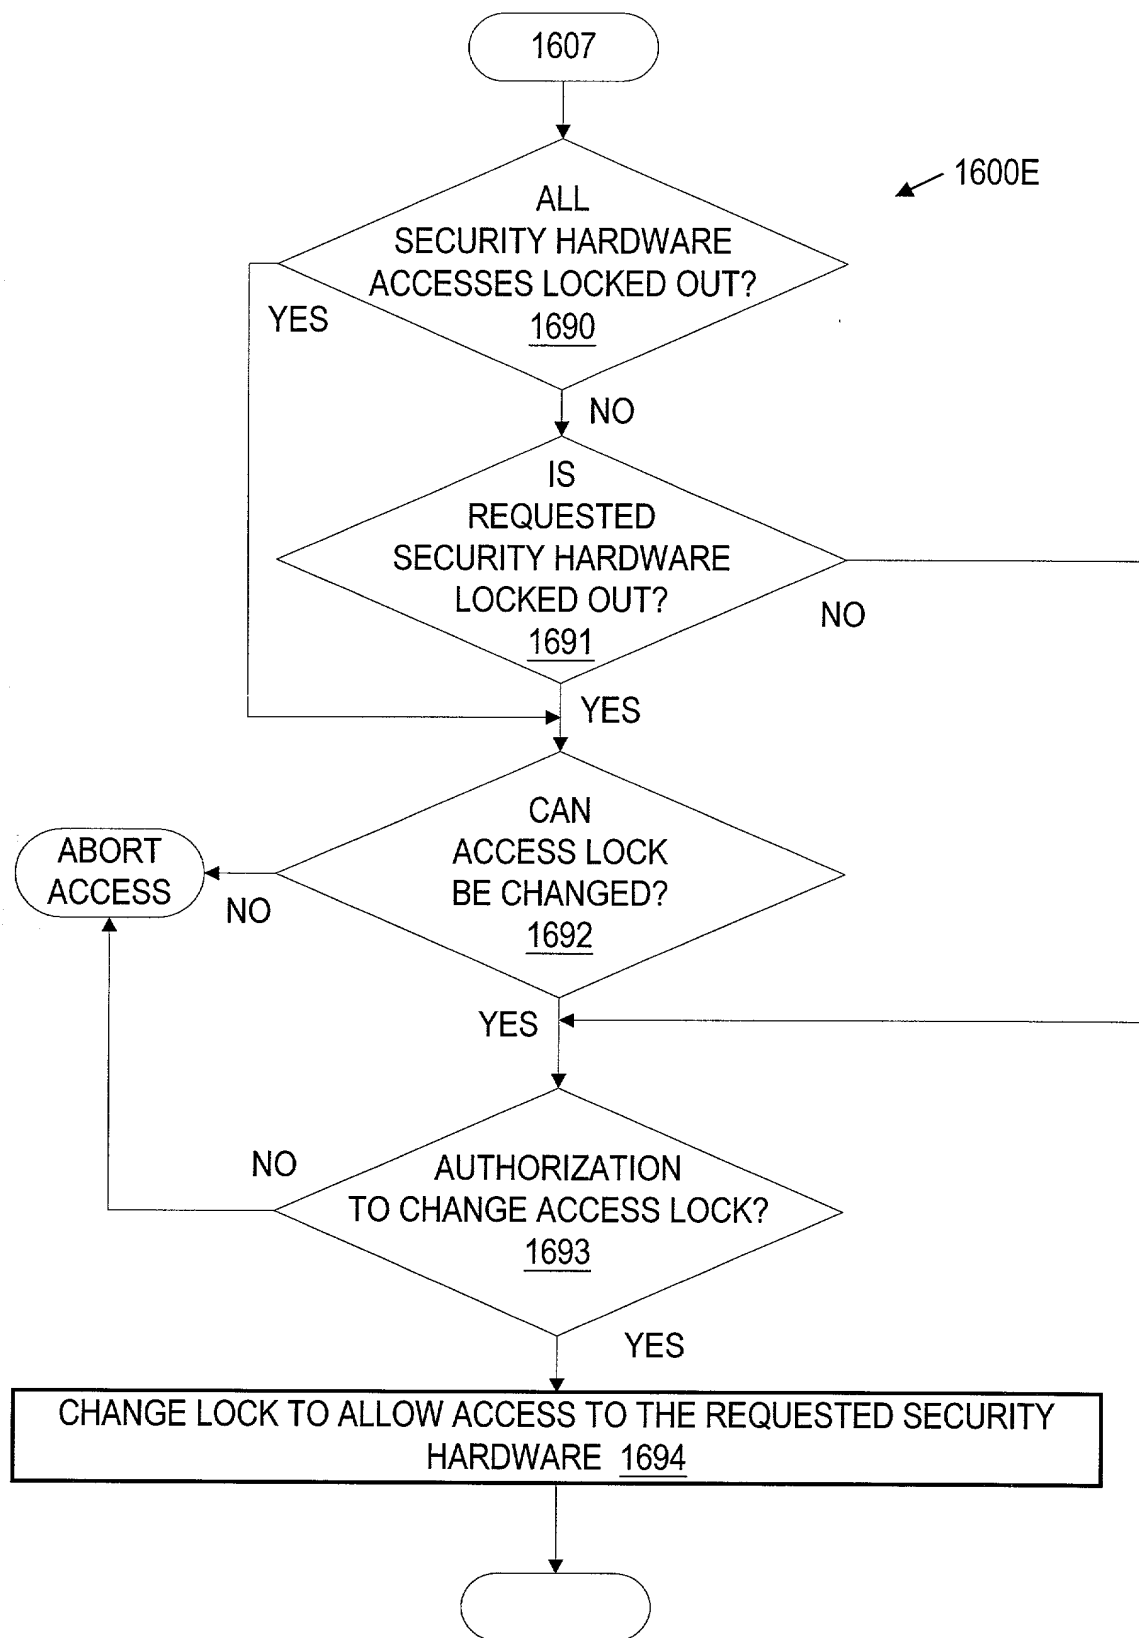 1607
1600E
ALL
SECURITY HARDWARE
ACCESSES LOCKED OUT?
1690
YES
NO
IS
REQUESTED
SECURITY HARDWARE
LOCKED OUT?
1691
NO
YES
CAN
ACCESS LOCK
BE CHANGED?
1692
ABORT
ACCESS
NO
YES
NO
AUTHORIZATION
TO CHANGE ACCESS LOCK?
1693
YES
CHANGE LOCK TO ALLOW ACCESS TO THE REQUESTED SECURITY
HARDWARE 1694